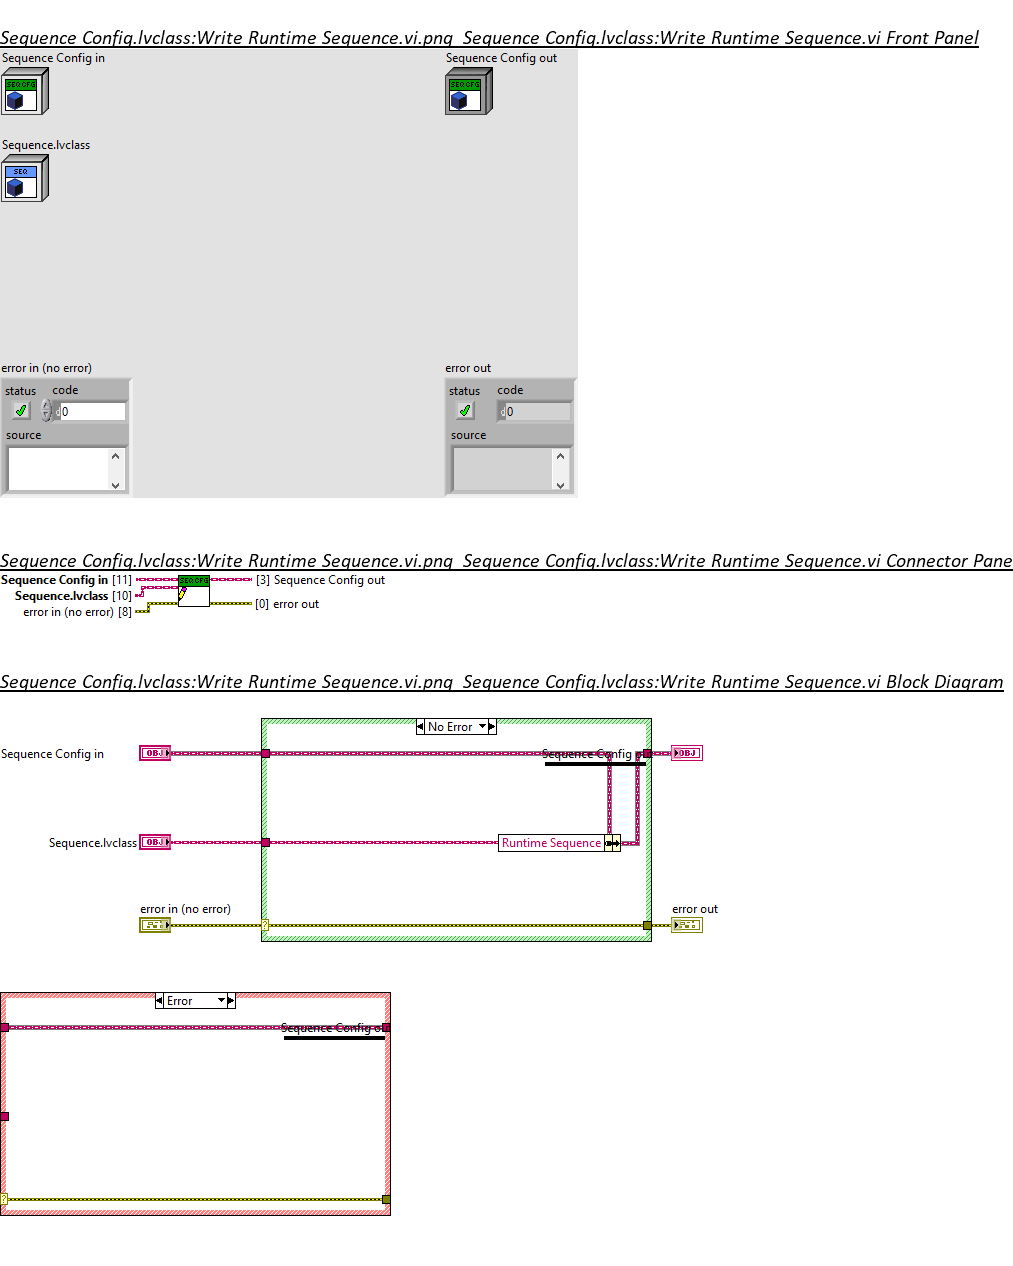 Sequence Config.lvclass:Write Runtime Sequence.vi.png Sequence Config.lvclass:Write Runtime Sequence.vi Front Panel
Sequence Config in
Sequence Config out
SEQ CFG
SEQ CFG
Sequence.lvclass
SEQ
error in (no error)
error out
status code
status code
d 0
d 0
source
source
Sequence Config.lvclass:Write Runtime Sequence.vi.png Sequence Config.lvclass:Write Runtime Sequence.vi Connector Pane
Sequence Config in [11]
SEQ CFG
[3] Sequence Config out
Sequence.lvclass [10]
error in (no error) [8]
[0] error out
Sequence Config.lvclass:Write Runtime Sequence.vi.png Sequence Config.lvclass:Write Runtime Sequence.vi Block Diagram
No Error
Sequence Config in
OBJ
Sequence Config
OBJ
Sequence.lvclass
OBJ
Runtime Sequence
error in (no error)
error out
?
Error
Sequence Config
?